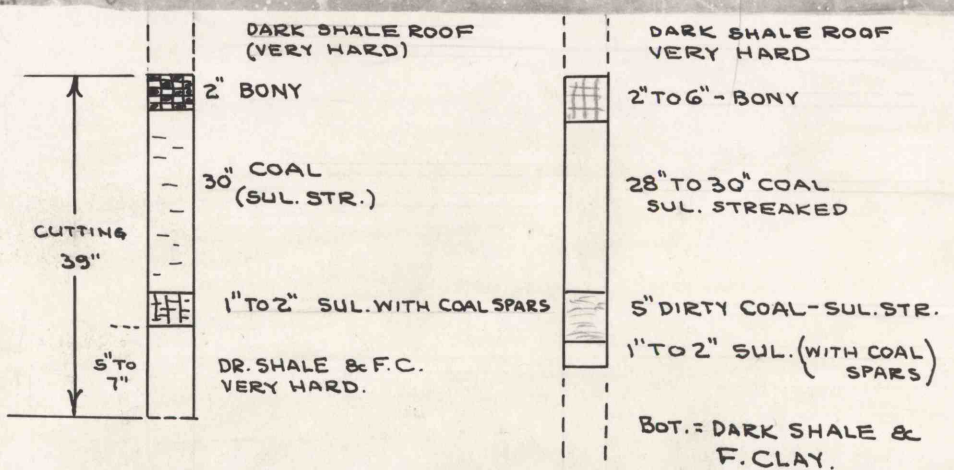 DARK SHALE ROOF
(VERY HARD)
2" BONY
30" COAL
(SUL. STR.)
CUTTING
39"
1" TO 2" SUL. WITH COAL SPARS
5" TO
7"
DR. SHALE & F.C.
VERY HARD.
DARK SHALE ROOF
VERY HARD
2" TO 6" - BONY
28" TO 30" COAL
SUL. STREAKED
5" DIRTY COAL - SUL. STR.
1" TO 2" SUL. (WITH COAL
SPARS)
BOT. = DARK SHALE &
F. CLAY.